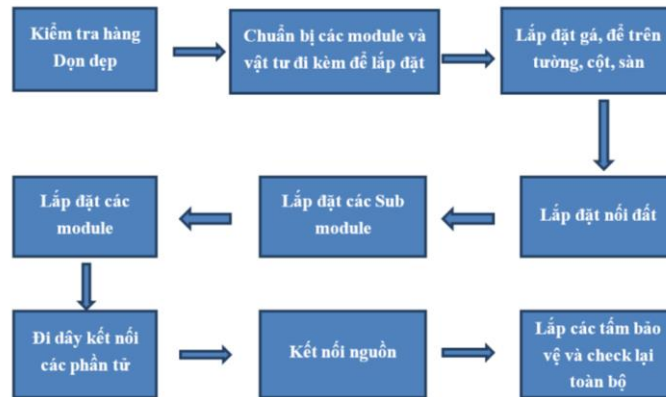 Kiểm tra hàng
Dọn dẹp
Chuẩn bị các module và
vật tư đi kèm để lắp đặt
Lắp đặt gá, để trên
tường, cột, sàn
Lắp đặt nối đất
Lắp đặt các Sub
module
Lắp đặt các
module
Đi dây kết nối
các phần tử
Kết nối nguồn
Lắp các tấm bảo
vệ và check lại
toàn bộ